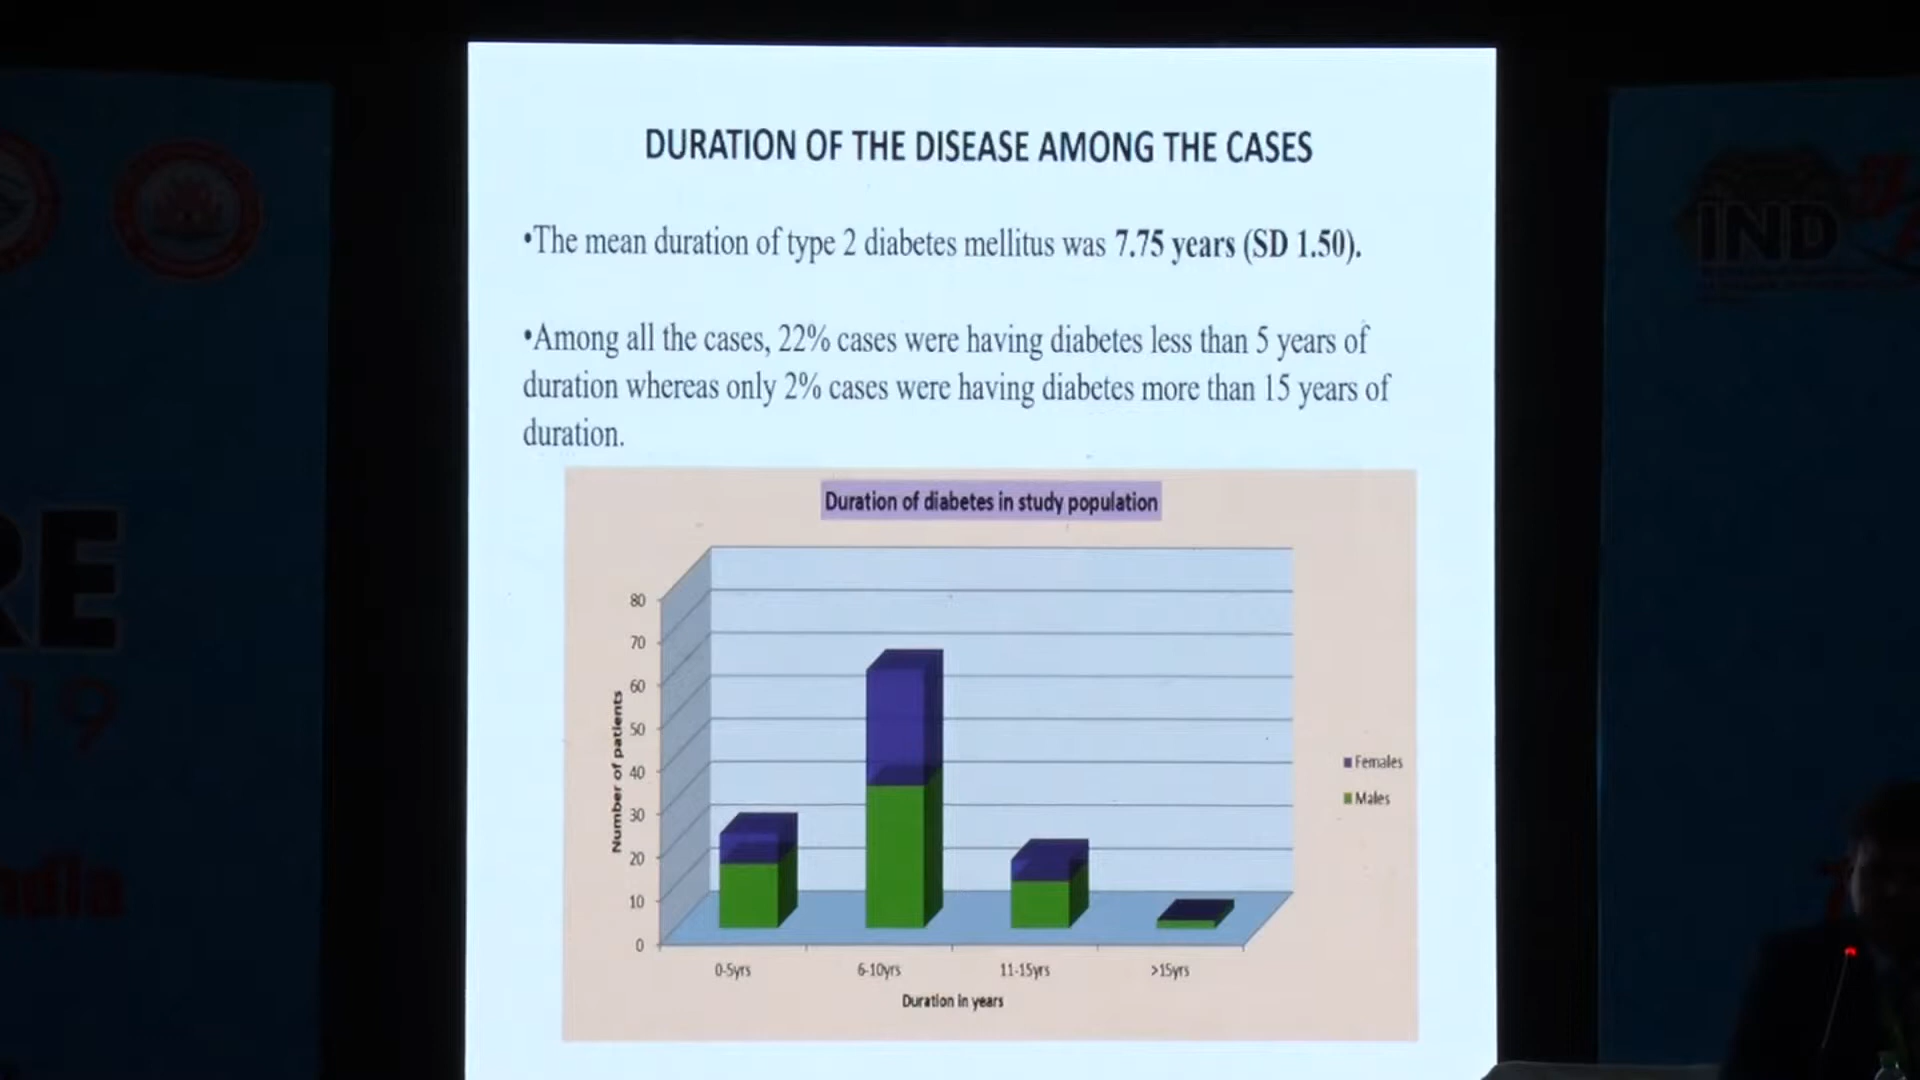 DURATION OF THE DISEASE AMONG THE CASES
•The mean duration of type 2 diabetes mellitus was 7.75 years (SD 1.50).
•Among all the cases, 22% cases were having diabetes less than 5 years of
duration whereas only 2% cases were having diabetes more than 15 years of
duration.
Duration of diabetes in study population
80
70
60
50
40
30
20
10
0
Number of patients
0-5yrs
6-10yrs
11-15yrs
>15yrs
Duration in years
Females
Males
RE
19
ndia
IND